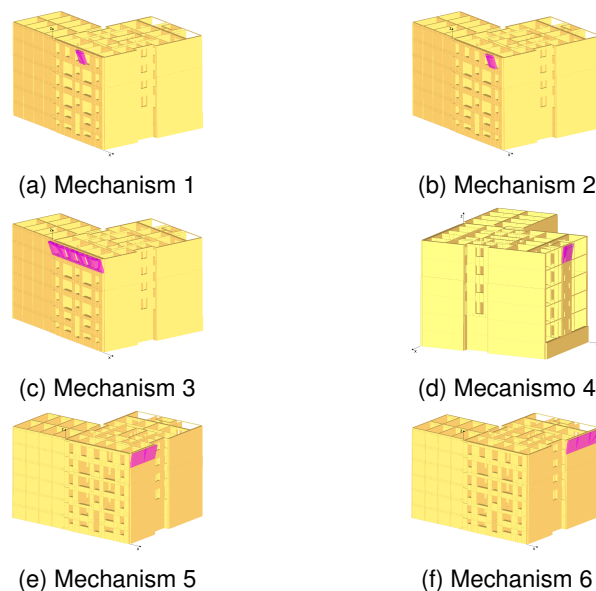 (a) Mechanism 1
(b) Mechanism 2
(c) Mechanism 3
(d) Mecanismo 4
(e) Mechanism 5
(f) Mechanism 6